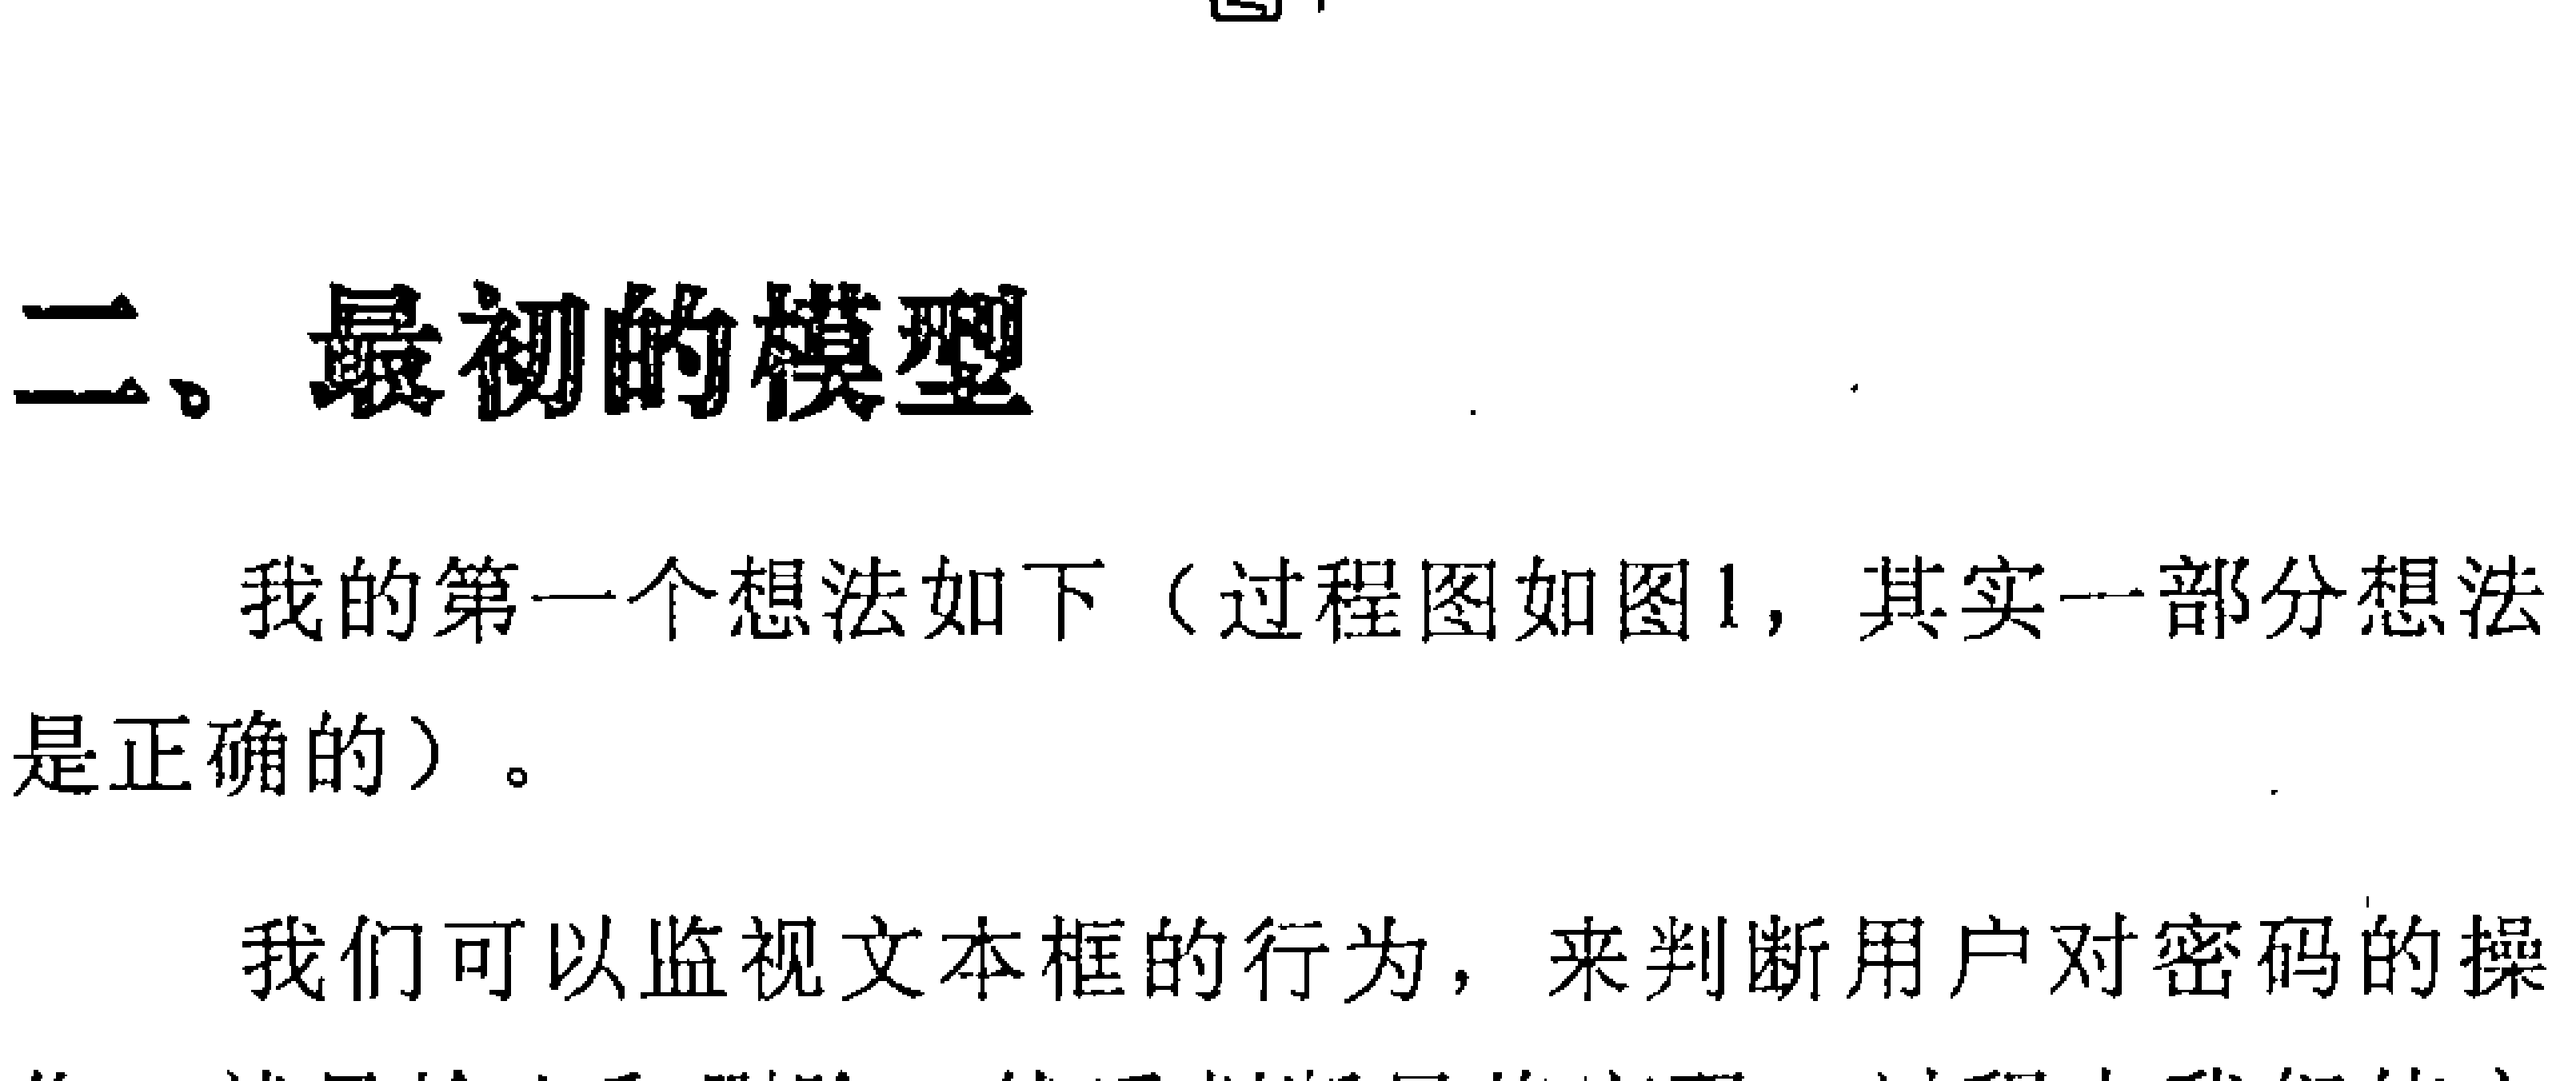 二、最初的模型
我的第一个想法如下（过程图如图1，其实一部分想法
是正确的）。
我们可以监视文本框的行为，来判断用户对密码的操